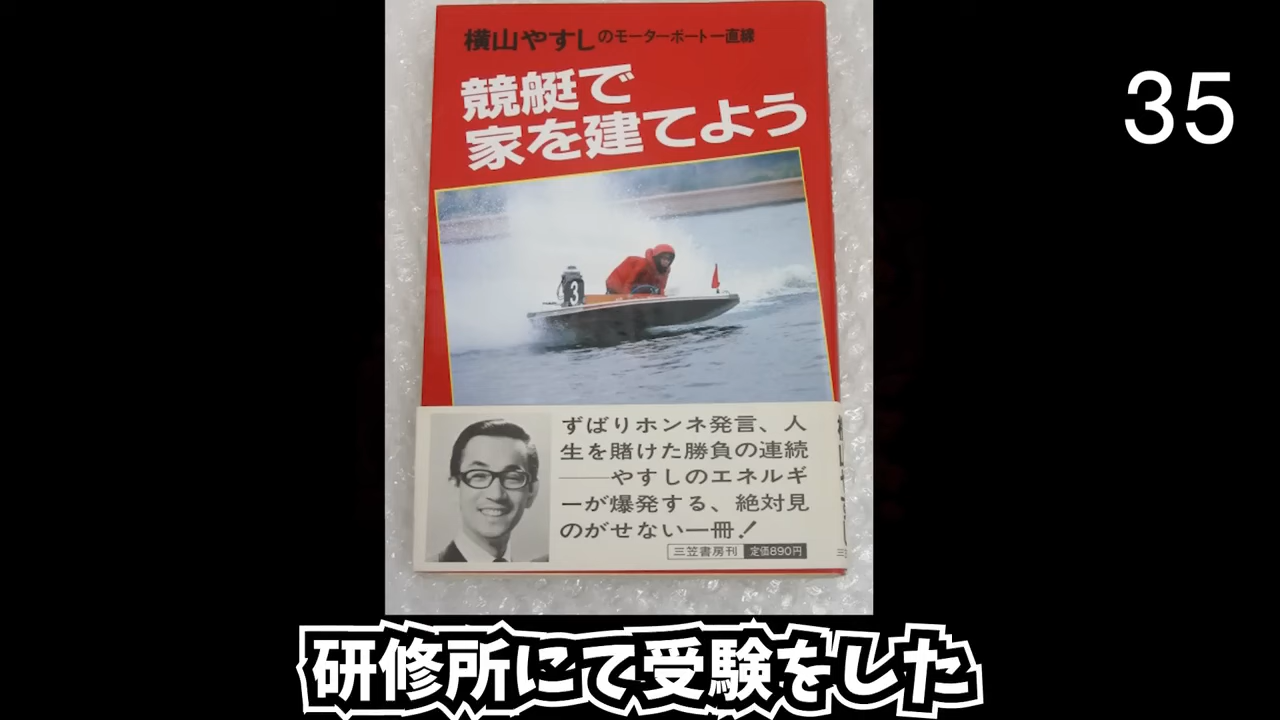 横山やすしのモーターボート一直線
競艇で
家を建てよう
35
3
ずばりホンネ発言、人
生を賭けた勝負の連続
──やすしのエネルギ
ーが爆発する、絶対見
のがせない一冊!
三笠書房刊 定価890円
研修所にて受験をした